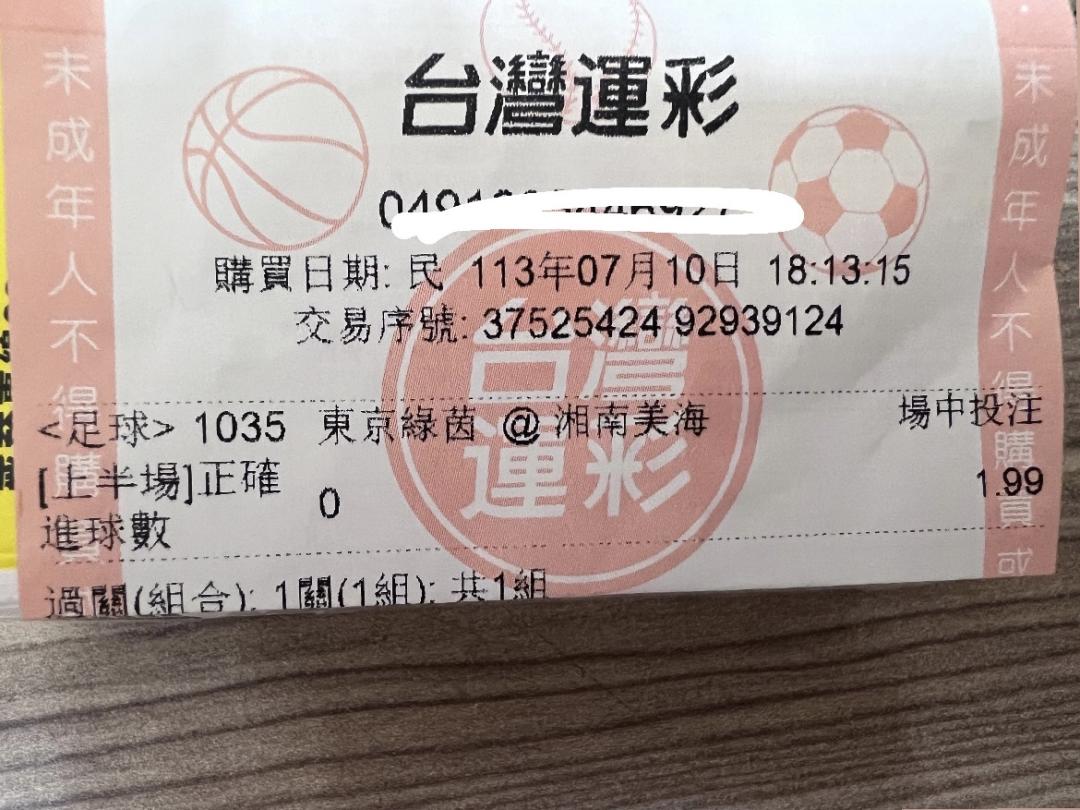 台灣運彩
購買日期: 民 113年07月10日 18:13:15
交易序號: 37525424 92939124
台灣
運彩
<足球> 1035 東京綠茵 @ 湘南美海 場中投注
[上半場]正確 0 1.99
進球數
過關(組合): 1關(1組); 共1組
未成年人不得購買
未成年人不得購買或